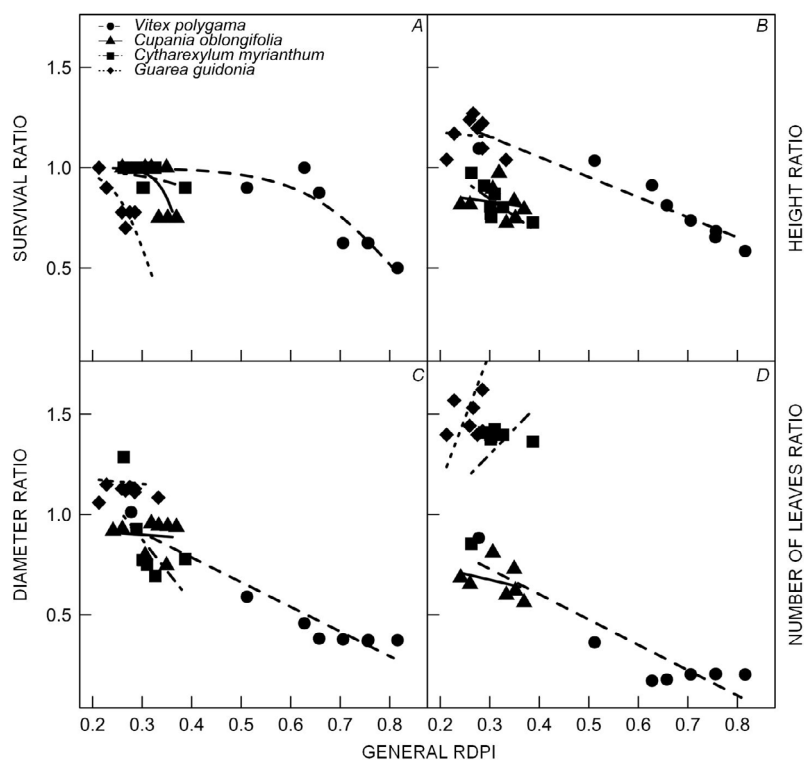 Vitex polygama
Cupania oblongifolia
Cytharexylum myrianthum
Guarea guidonia
A
B
1.5
1.0
0.5
SURVIVAL RATIO
HEIGHT RATIO
C
D
1.5
1.0
0.5
DIAMETER RATIO
NUMBER OF LEAVES RATIO
0.2 0.3 0.4 0.5 0.6 0.7 0.8 0.2 0.3 0.4 0.5 0.6 0.7 0.8
GENERAL RDPI